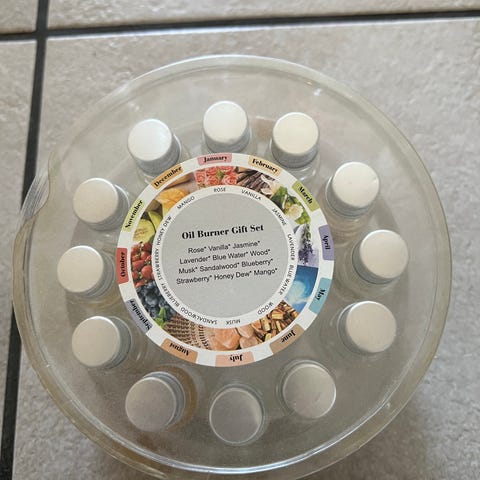 Oil Burner Gift Set
Rose* Vanilla* Jasmine*
Lavender* Blue Water* Wood*
Musk* Sandalwood* Blueberry*
Strawberry* Honey Dew* Mango*
ROSE
VANILLA
JASMINE
LAVENDER
BLUE WATER
WOOD
MUSK
SANDALWOOD
BLUEBERRY
STRAWBERRY
HONEY DEW
MANGO
January
February
March
April
May
June
July
August
September
October
November
December